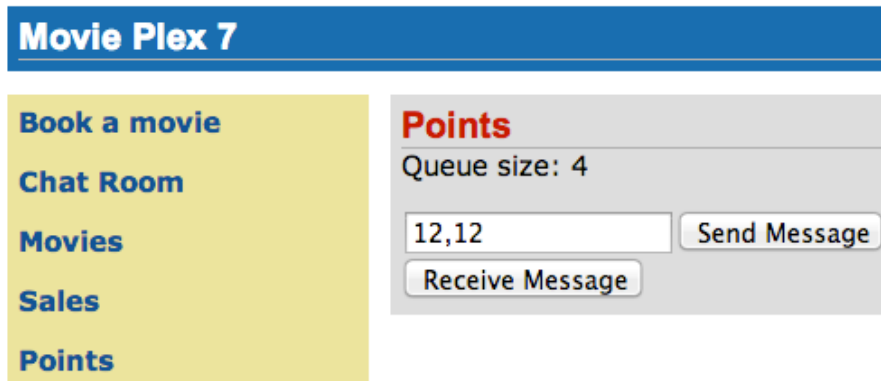 Movie Plex 7
Book a movie
Chat Room
Movies
Sales
Points
Points
Queue size: 4
12,12 Send Message
Receive Message